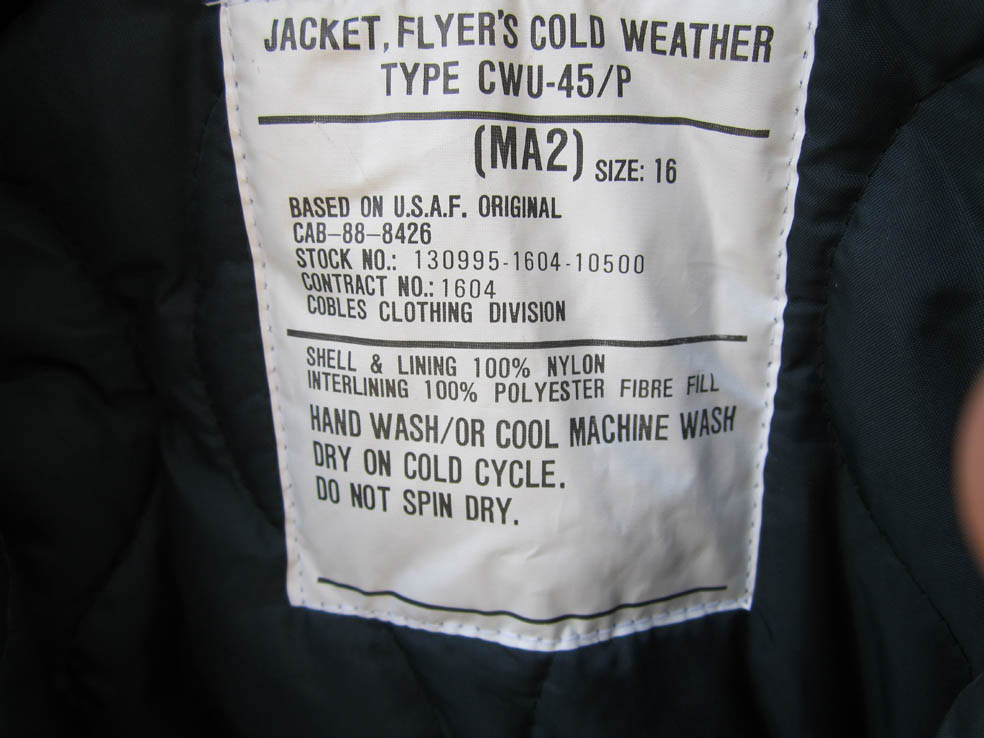 JACKET, FLYER'S COLD WEATHER
TYPE CWU-45/P
(MA2) SIZE: 16
BASED ON U.S.A.F. ORIGINAL
CAB-88-8426
STOCK NO.: 130995-1604-10500
CONTRACT NO.: 1604
COBLES CLOTHING DIVISION
SHELL & LINING 100% NYLON
INTERLINING 100% POLYESTER FIBRE FILL
HAND WASH/OR COOL MACHINE WASH
DRY ON COLD CYCLE.
DO NOT SPIN DRY.